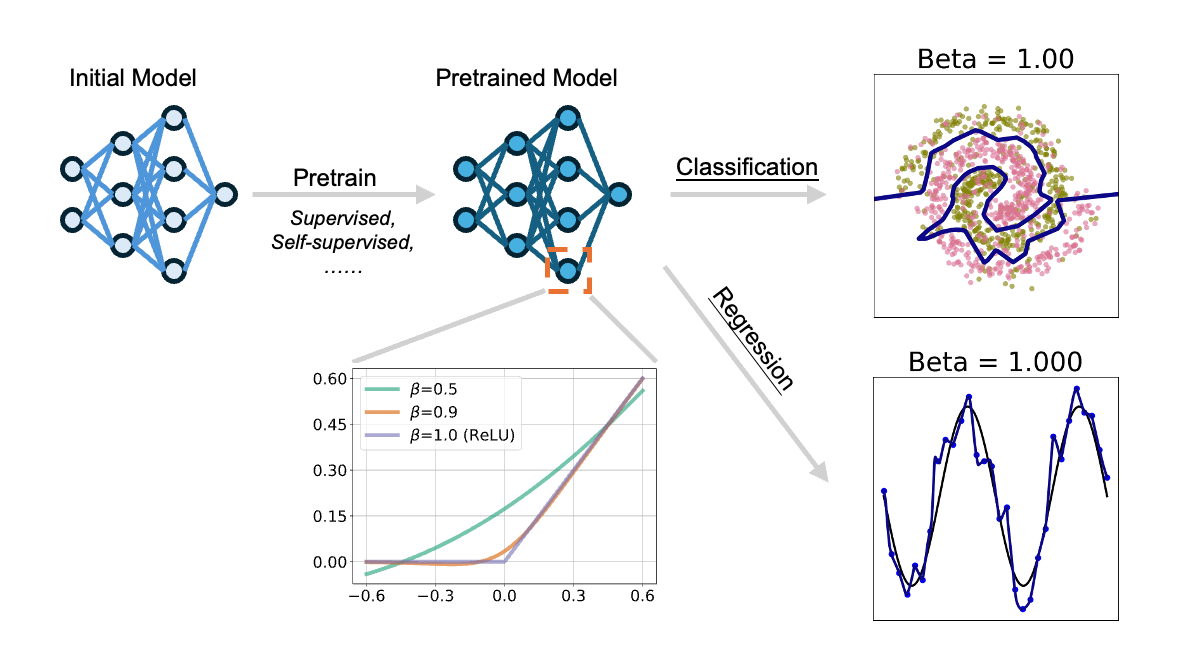 Initial Model
Pretrained Model
Pretrain
Supervised,
Self-supervised,
......
Classification
Regression
Beta = 1.00
Beta = 1.000
β=0.5
β=0.9
β=1.0 (ReLU)
0.60
0.45
0.30
0.15
0.00
−0.6
−0.3
0.0
0.3
0.6